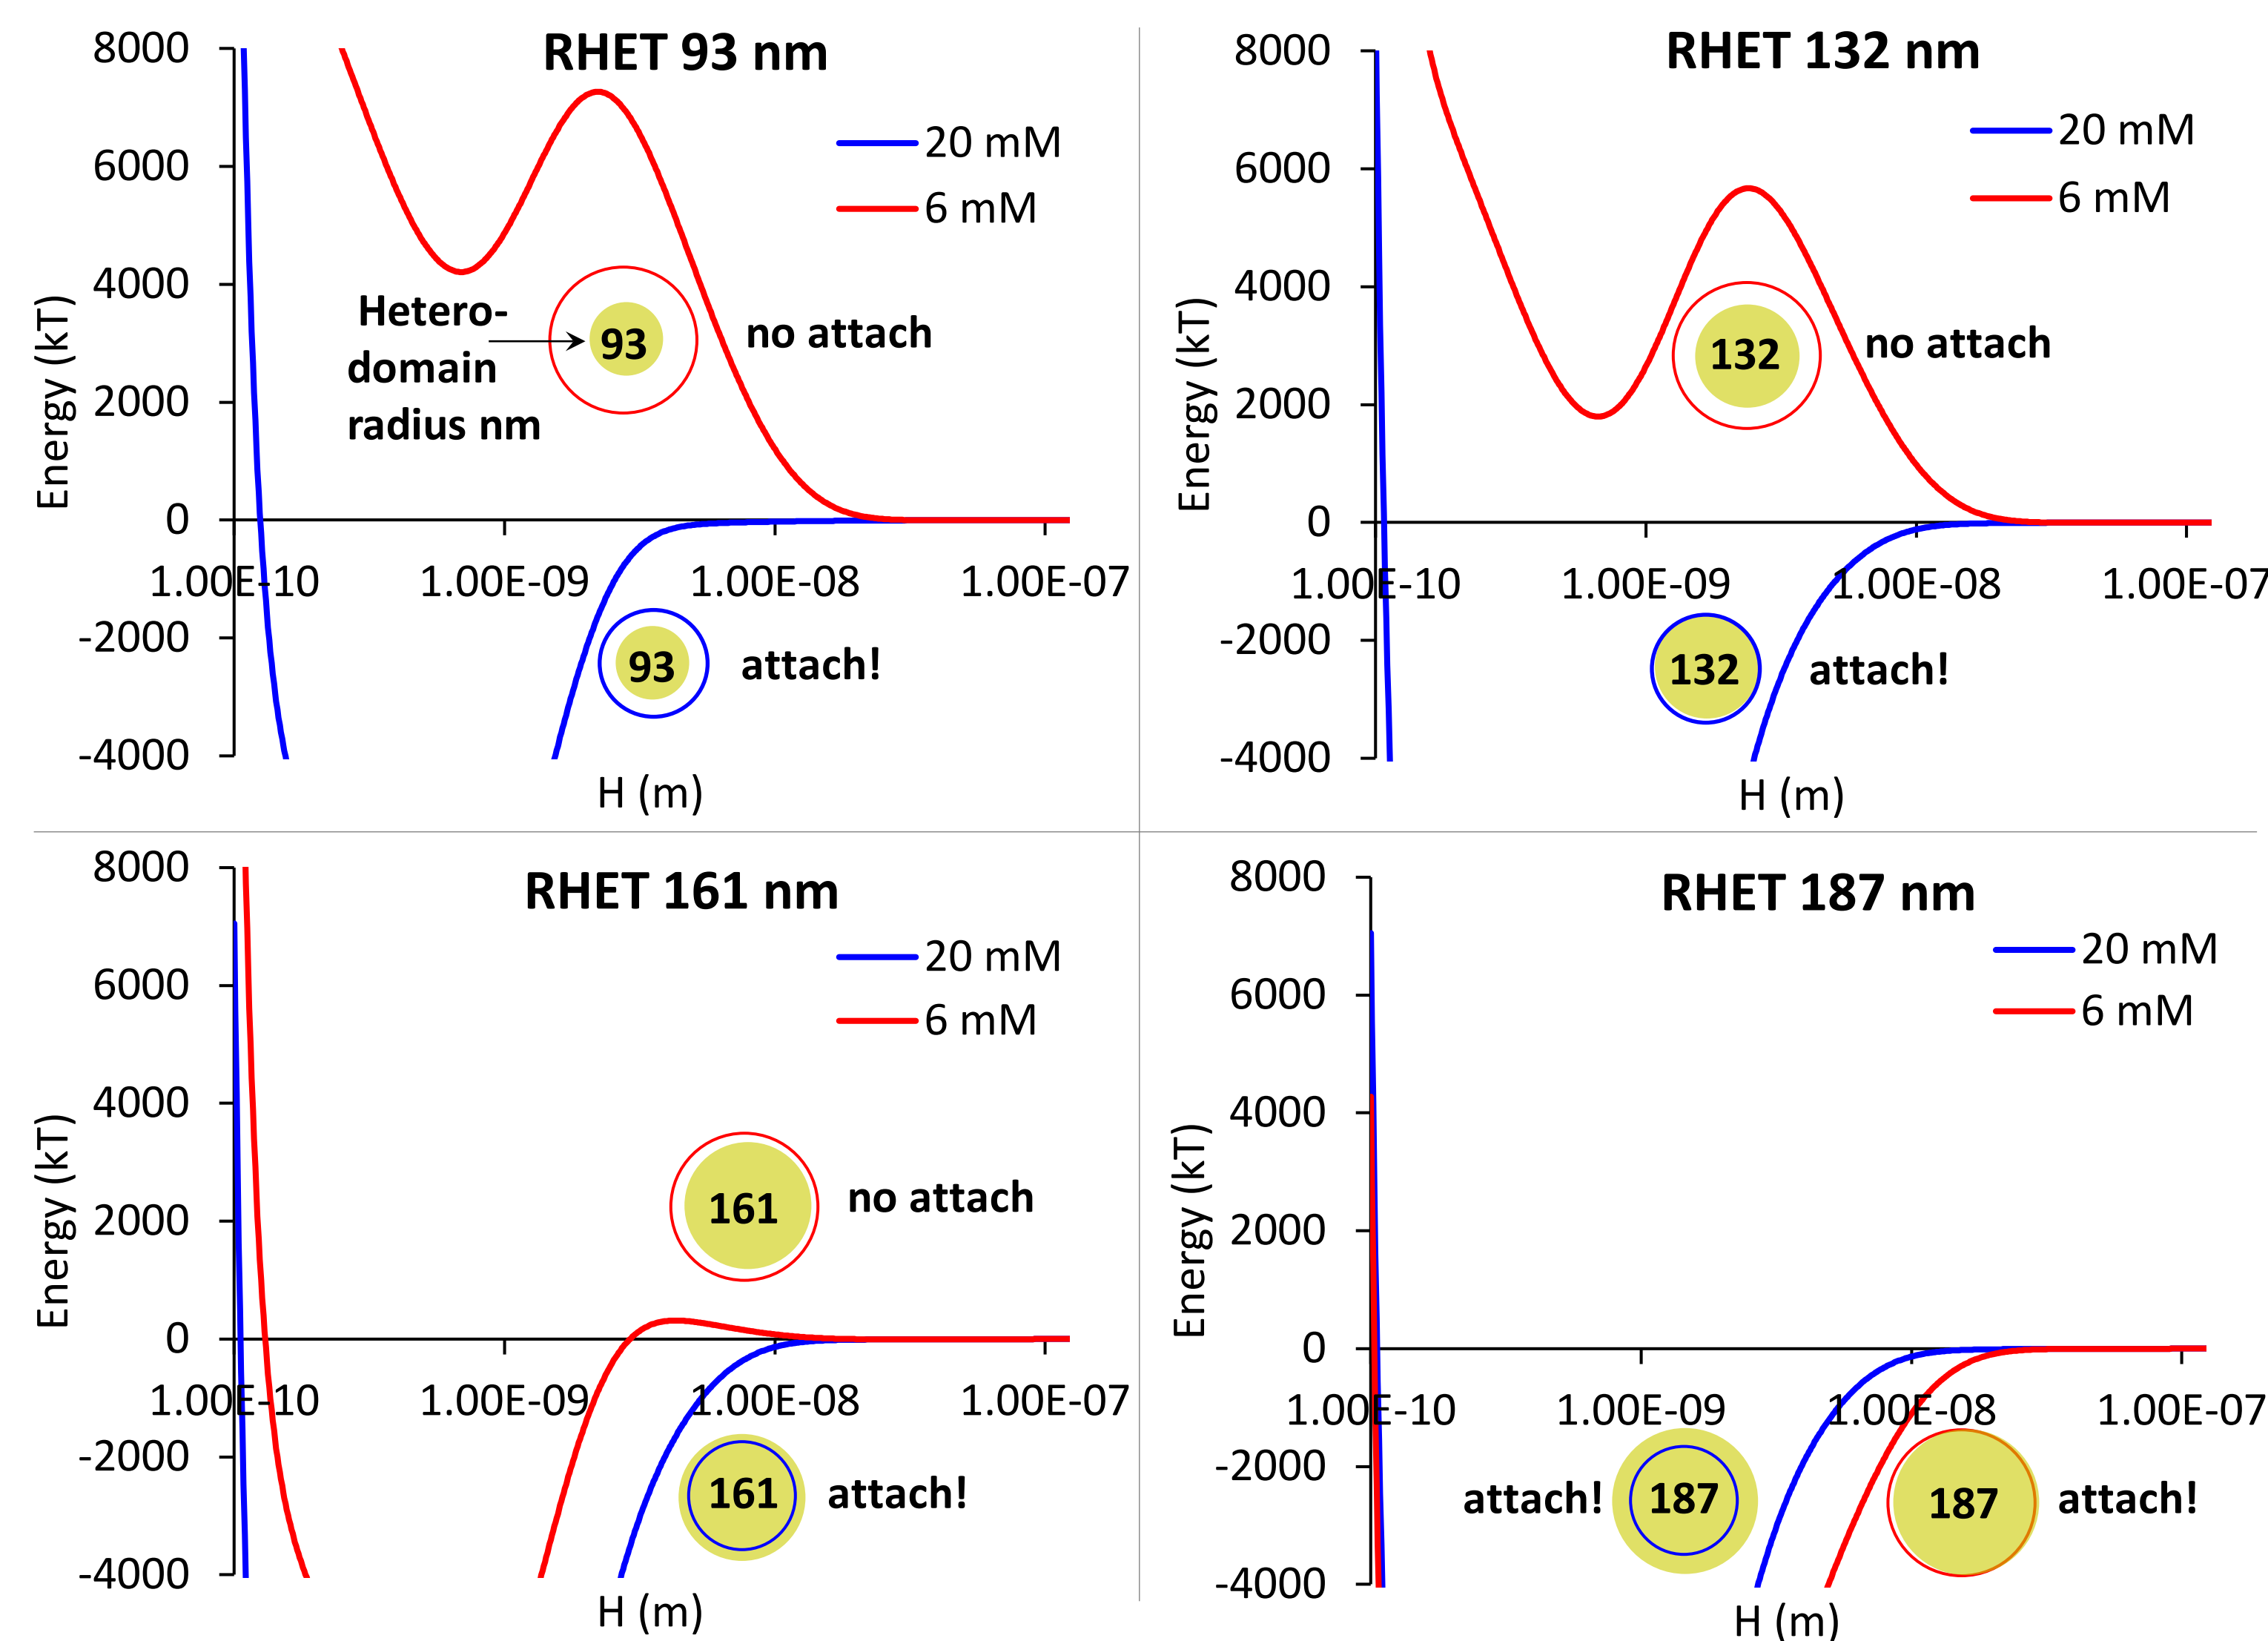 RHET 93 nm
8000
6000
4000
2000
0
-2000
-4000
Energy (kT)
20 mM
6 mM
Hetero-
domain
radius nm
93
no attach
1.00E-10
1.00E-09
1.00E-08
1.00E-07
93
attach!
H (m)
RHET 132 nm
8000
6000
4000
2000
0
-2000
-4000
Energy (kT)
20 mM
6 mM
132
no attach
1.00E-10
1.00E-09
1.00E-08
1.00E-07
132
attach!
H (m)
RHET 161 nm
8000
6000
4000
2000
0
-2000
-4000
Energy (kT)
20 mM
6 mM
161
no attach
1.00E-10
1.00E-09
1.00E-08
1.00E-07
161
attach!
H (m)
RHET 187 nm
8000
6000
4000
2000
0
-2000
-4000
Energy (kT)
20 mM
6 mM
1.00E-10
1.00E-09
1.00E-08
1.00E-07
attach!
187
187
attach!
H (m)